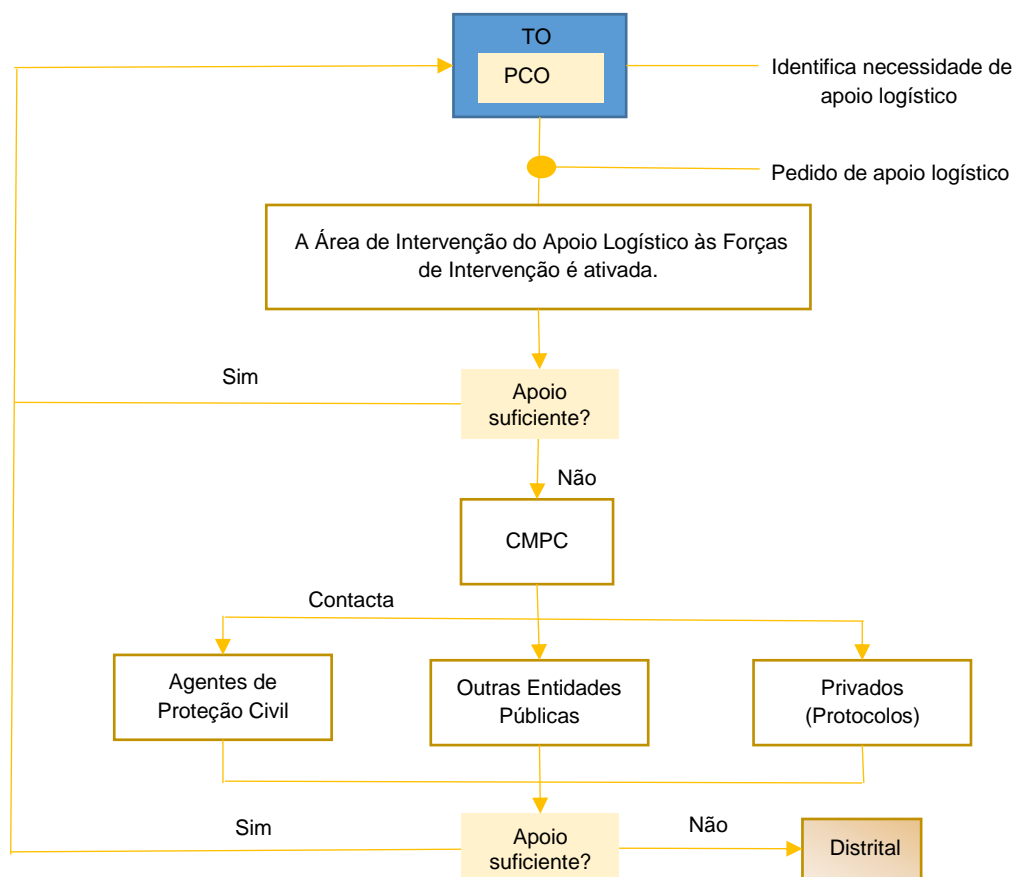 TO
PCO
Identifica necessidade de
apoio logístico
Pedido de apoio logístico
A Área de Intervenção do Apoio Logístico às Forças
de Intervenção é ativada.
Sim
Apoio
suficiente?
Não
CMPC
Contacta
Agentes de
Proteção Civil
Outras Entidades
Públicas
Privados
(Protocolos)
Sim
Apoio
suficiente?
Não
Distrital